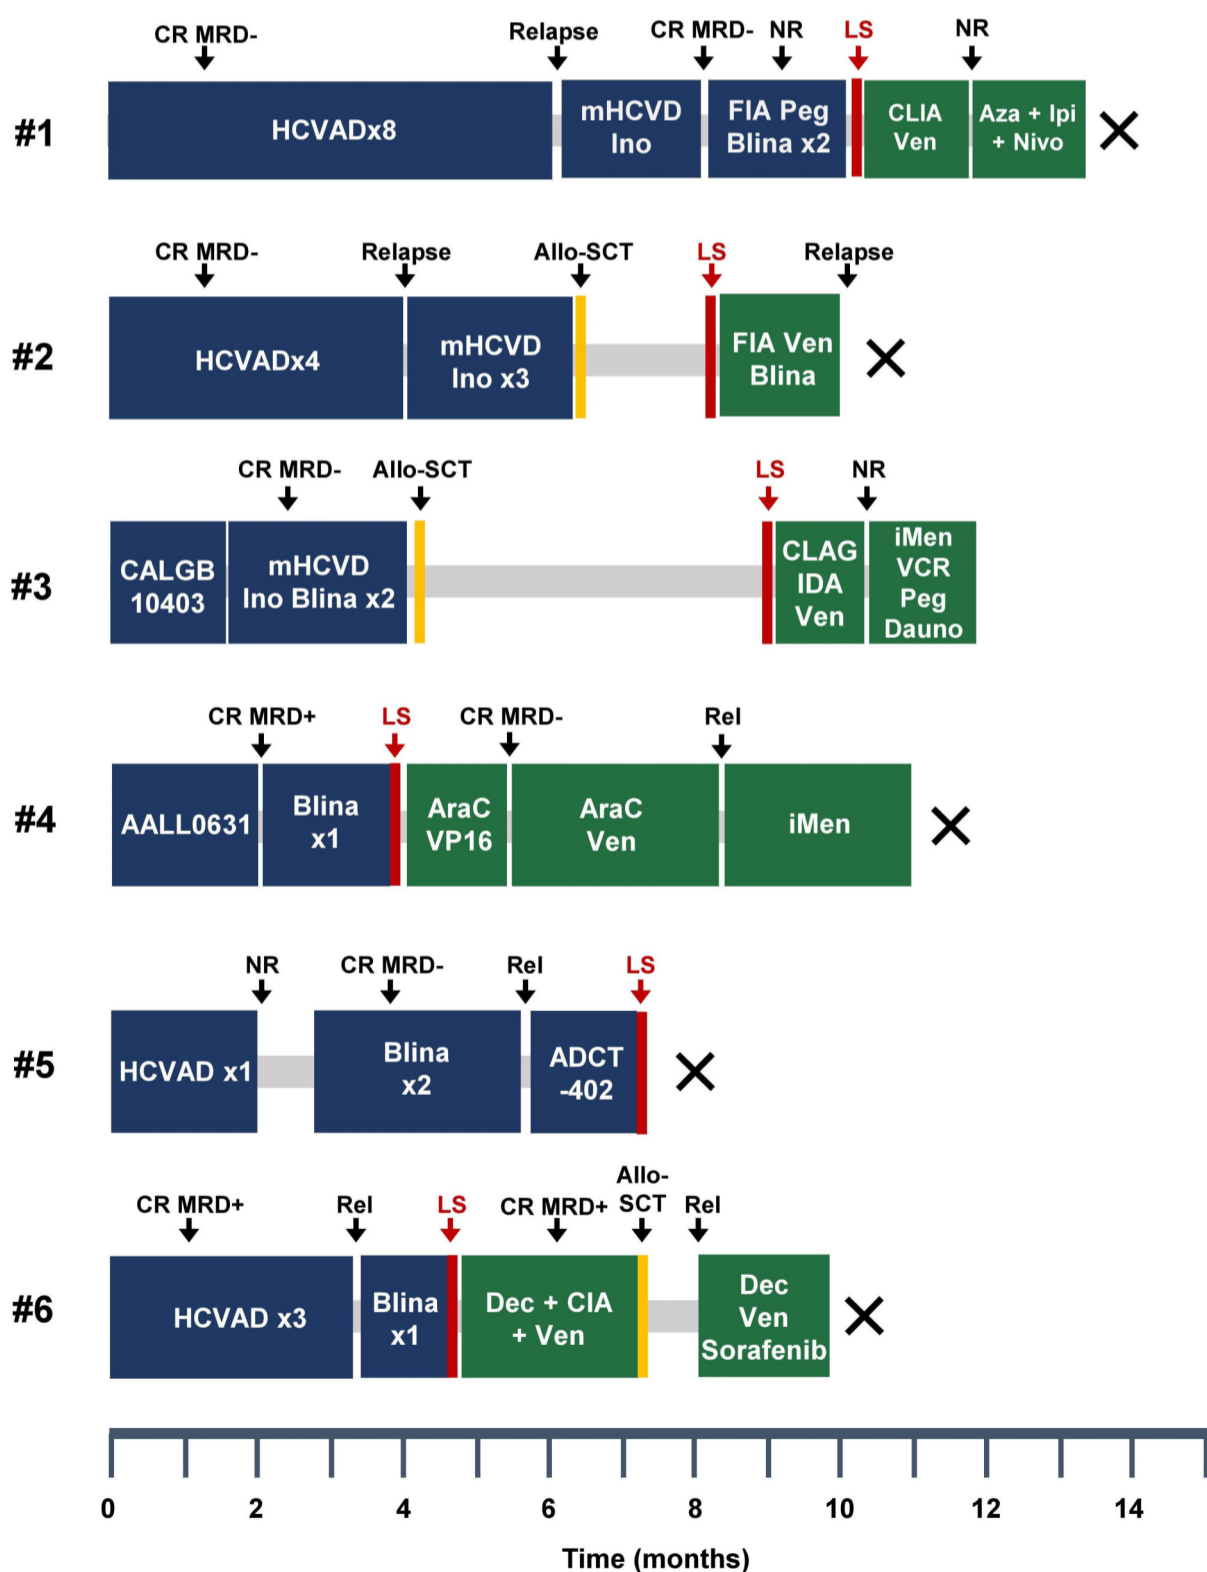 CR MRD- Relapse CR MRD- NR LS NR
#1
HCVADx8
mHCVD
Ino
FIA Peg
Blina x2
CLIA
Ven
Aza + Ipi
+ Nivo
CR MRD- Relapse Allo-SCT LS Relapse
#2
HCVADx4
mHCVD
Ino x3
FIA Ven
Blina
CR MRD- Allo-SCT LS NR
#3
CALGB
10403
mHCVD
Ino Blina x2
CLAG
IDA
Ven
iMen
VCR
Peg
Dauno
CR MRD+ LS CR MRD- Rel
#4
AALL0631
Blina
x1
AraC
VP16
AraC
Ven
iMen
NR CR MRD- Rel LS
#5
HCVAD x1
Blina
x2
ADCT
-402
CR MRD+ Rel LS CR MRD+ Allo-
SCT Rel
#6
HCVAD x3
Blina
x1
Dec + CIA
+ Ven
Dec
Ven
Sorafenib
0 2 4 6 8 10 12 14
Time (months)